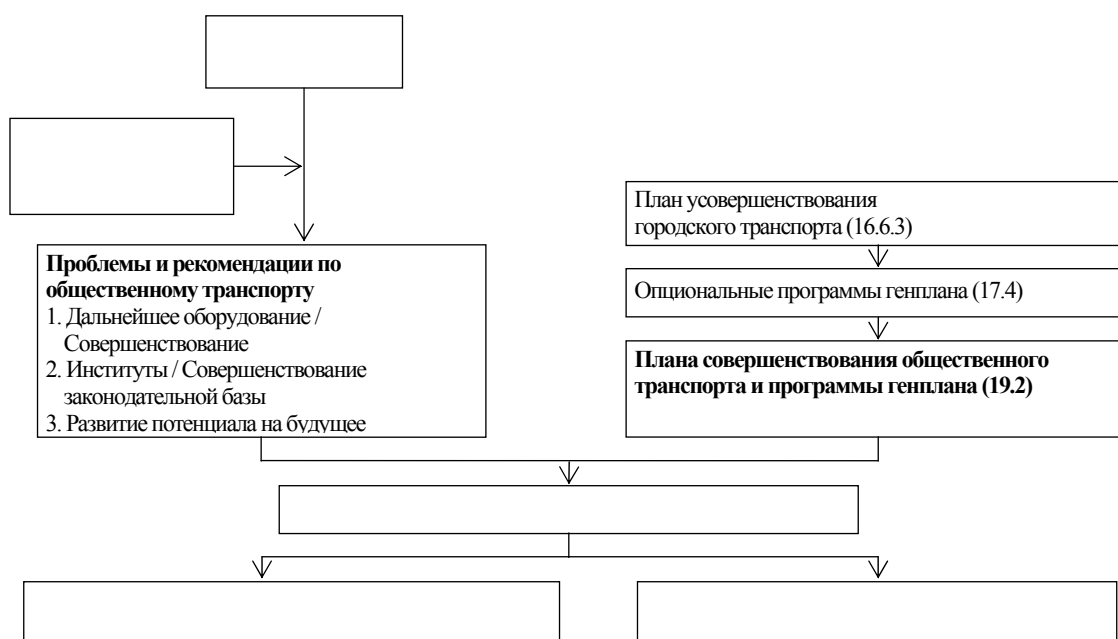 План усовершенствования
городского транспорта (16.6.3)
Проблемы и рекомендации по
общественному транспорту
1. Дальнейшее оборудование /
Совершенствование
2. Институты / Совершенствование
законодательной базы
3. Развитие потенциала на будущее
Опциональные программы генплана (17.4)
Плана совершенствования общественного
транспорта и программы генплана (19.2)